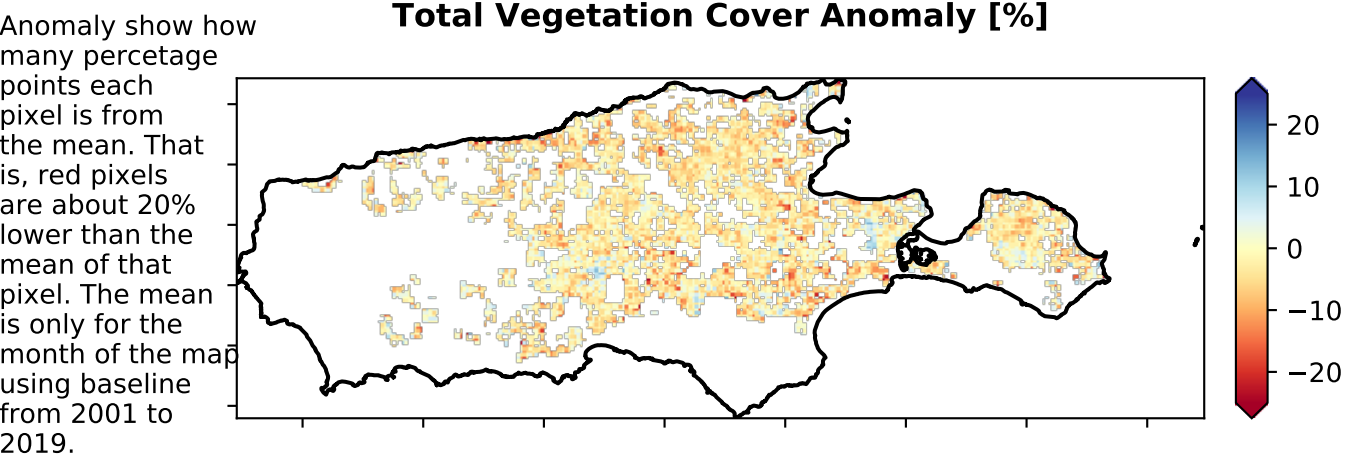 Total Vegetation Cover Anomaly [%]
Anomaly show how
many percetage
points each
pixel is from
the mean. That
is, red pixels
are about 20%
lower than the
mean of that
pixel. The mean
is only for the
month of the map
using baseline
from 2001 to
2019.
20
10
0
−10
−20